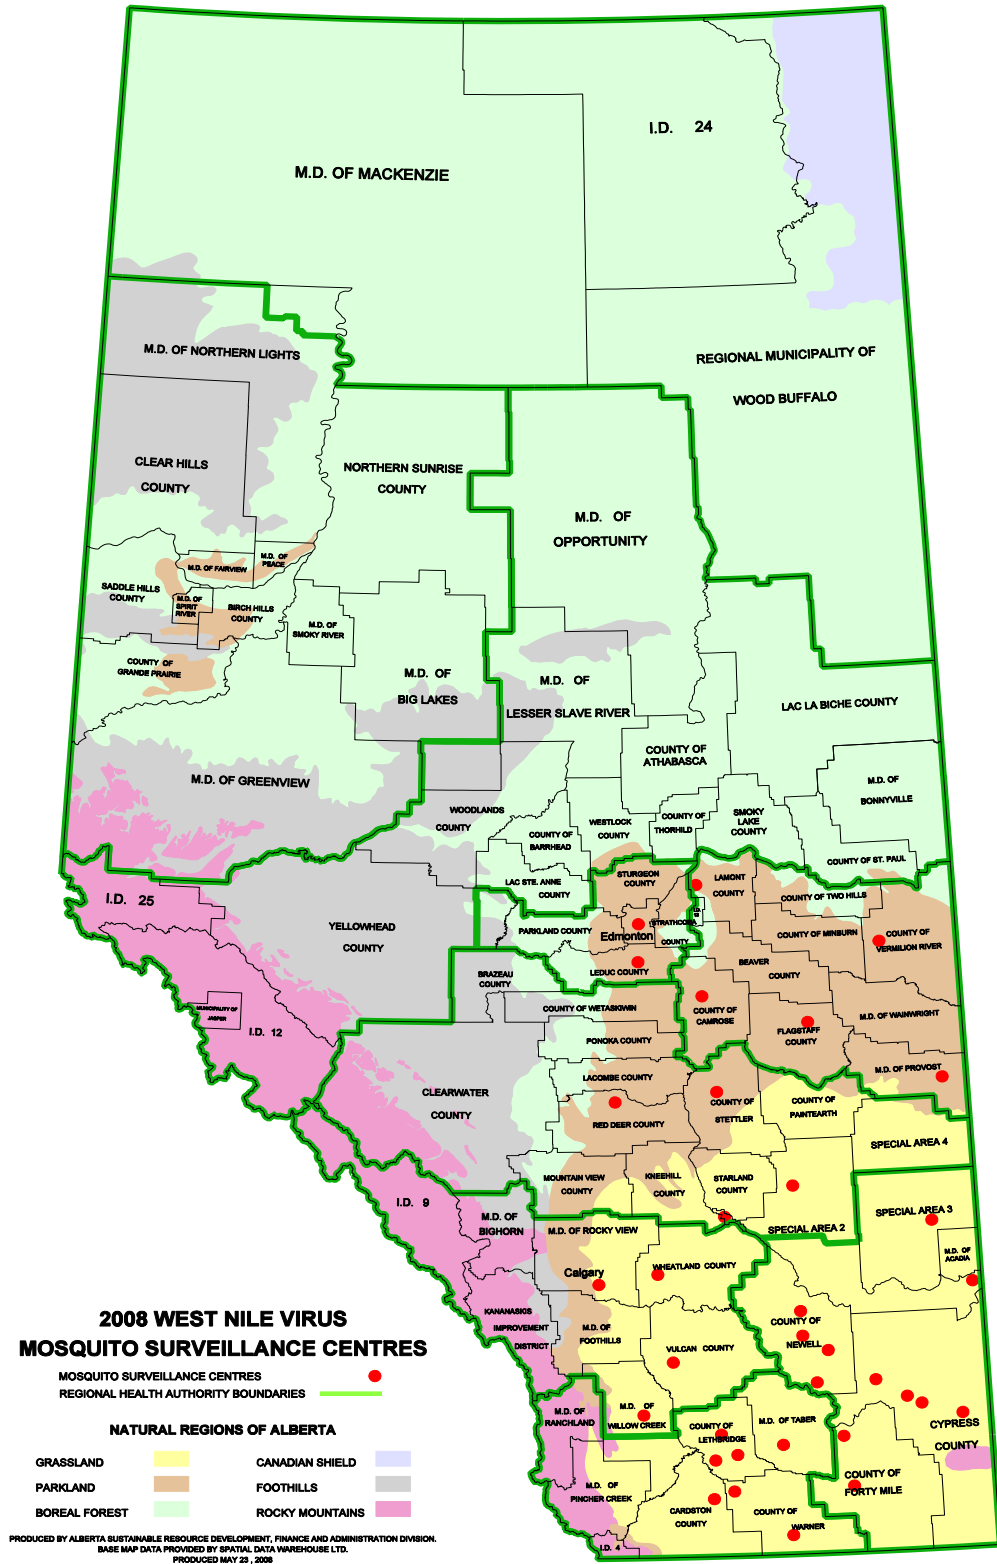 I.D. 24
M.D. OF MACKENZIE
M.D. OF NORTHERN LIGHTS
REGIONAL MUNICIPALITY OF
WOOD BUFFALO
CLEAR HILLS
COUNTY
NORTHERN SUNRISE
COUNTY
M.D. OF
OPPORTUNITY
M.D. OF
PEACE
M.D. OF FAIRVIEW
SADDLE HILLS
COUNTY
M.D. OF
SPIRIT
RIVER
BIRCH HILLS
COUNTY
M.D. OF
SMOKY RIVER
COUNTY OF
GRANDE PRAIRIE
M.D. OF
BIG LAKES
M.D. OF
LESSER SLAVE RIVER
LAC LA BICHE COUNTY
COUNTY OF
ATHABASCA
M.D. OF GREENVIEW
M.D. OF
BONNYVILLE
WOODLANDS
COUNTY
WESTLOCK
COUNTY
COUNTY OF
THORHILD
SMOKY
LAKE
COUNTY
COUNTY OF
BARRHEAD
COUNTY OF ST. PAUL
LAC STE. ANNE
COUNTY
STURGEON
COUNTY
LAMONT
COUNTY
COUNTY OF TWO HILLS
I.D. 25
YELLOWHEAD
COUNTY
PARKLAND COUNTY
Edmonton
STRATHCONA
COUNTY
COUNTY OF MINBURN
COUNTY OF
VERMILION RIVER
LEDUC COUNTY
BEAVER
COUNTY
BRAZEAU
COUNTY
MUNICIPALITY OF
JASPER
I.D. 12
COUNTY OF WETASKIWIN
COUNTY OF
CAMROSE
M.D. OF WAINWRIGHT
FLAGSTAFF
COUNTY
PONOKA COUNTY
M.D. OF PROVOST
LACOMBE COUNTY
CLEARWATER
COUNTY
COUNTY OF
STETTLER
COUNTY OF
PAINTEARTH
RED DEER COUNTY
SPECIAL AREA 4
MOUNTAIN VIEW
COUNTY
KNEEHILL
COUNTY
STARLAND
COUNTY
I.D. 9
M.D. OF
BIGHORN
M.D. OF ROCKY VIEW
SPECIAL AREA 2
SPECIAL AREA 3
M.D. OF
ACADIA
Calgary
WHEATLAND COUNTY
KANANASIGS
IMPROVEMENT
DISTRICT
M.D. OF
FOOTHILLS
COUNTY OF
NEWELL
VULCAN COUNTY
M.D. OF
RANCHLAND
M.D. OF
WILLOW CREEK
COUNTY OF
LETHBRIDGE
M.D. OF TABER
CYPRESS
COUNTY
M.D. OF
PINCHER CREEK
COUNTY OF
FORTY MILE
CARDSTON
COUNTY
COUNTY OF
WARNER
I.D. 4
2008 WEST NILE VIRUS
MOSQUITO SURVEILLANCE CENTRES
MOSQUITO SURVEILLANCE CENTRES
REGIONAL HEALTH AUTHORITY BOUNDARIES
NATURAL REGIONS OF ALBERTA
GRASSLAND
CANADIAN SHIELD
PARKLAND
FOOTHILLS
BOREAL FOREST
ROCKY MOUNTAINS
PRODUCED BY ALBERTA SUSTAINABLE RESOURCE DEVELOPMENT, FINANCE AND ADMINISTRATION DIVISION.
BASE MAP DATA PROVIDED BY SPATIAL DATA WAREHOUSE LTD.
PRODUCED MAY 23 , 2008